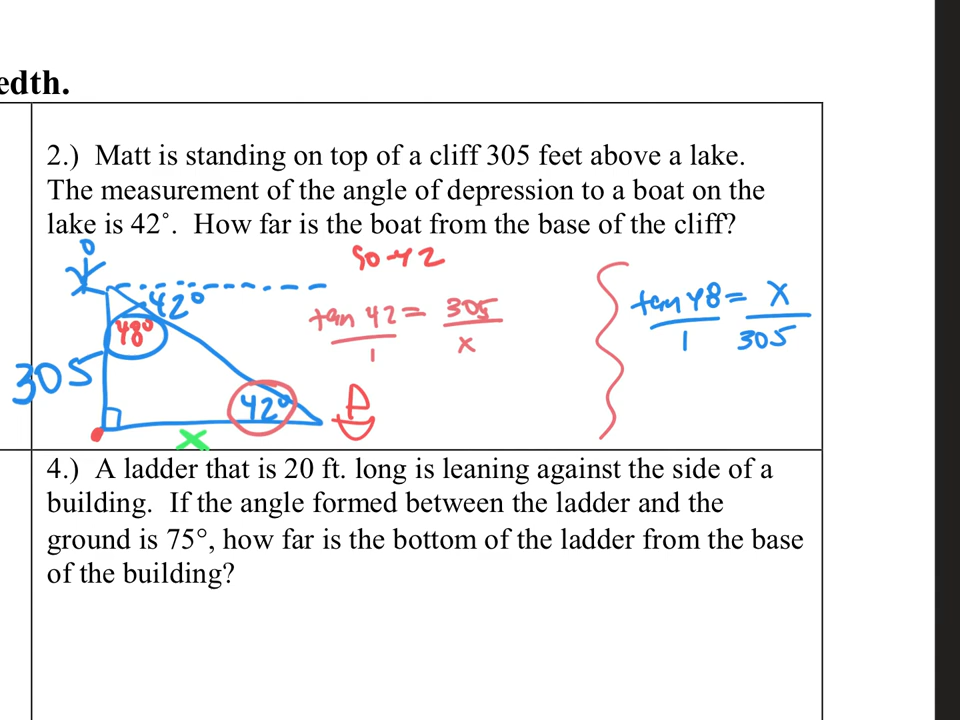 edth.
2.) Matt is standing on top of a cliff 305 feet above a lake.
The measurement of the angle of depression to a boat on the
lake is 42˚. How far is the boat from the base of the cliff?
90-42
42°
48°
305
42°
x
tan 42 = 305
1 x
tan 48 = x
1 305
4.) A ladder that is 20 ft. long is leaning against the side of a
building. If the angle formed between the ladder and the
ground is 75°, how far is the bottom of the ladder from the base
of the building?